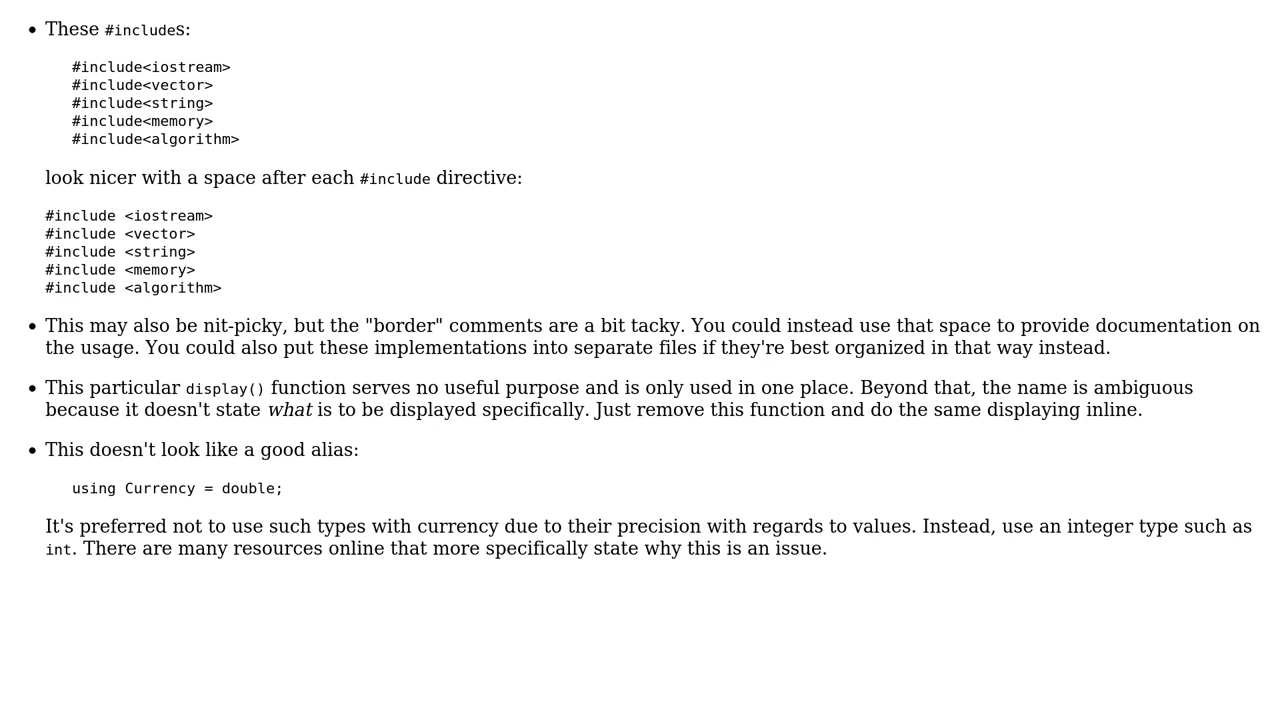 • These #includes:
#include<iostream>
#include<vector>
#include<string>
#include<memory>
#include<algorithm>
look nicer with a space after each #include directive:
#include <iostream>
#include <vector>
#include <string>
#include <memory>
#include <algorithm>
• This may also be nit-picky, but the "border" comments are a bit tacky. You could instead use that space to provide documentation on
the usage. You could also put these implementations into separate files if they're best organized in that way instead.
• This particular display() function serves no useful purpose and is only used in one place. Beyond that, the name is ambiguous
because it doesn't state what is to be displayed specifically. Just remove this function and do the same displaying inline.
• This doesn't look like a good alias:
using Currency = double;
It's preferred not to use such types with currency due to their precision with regards to values. Instead, use an integer type such as
int. There are many resources online that more specifically state why this is an issue.